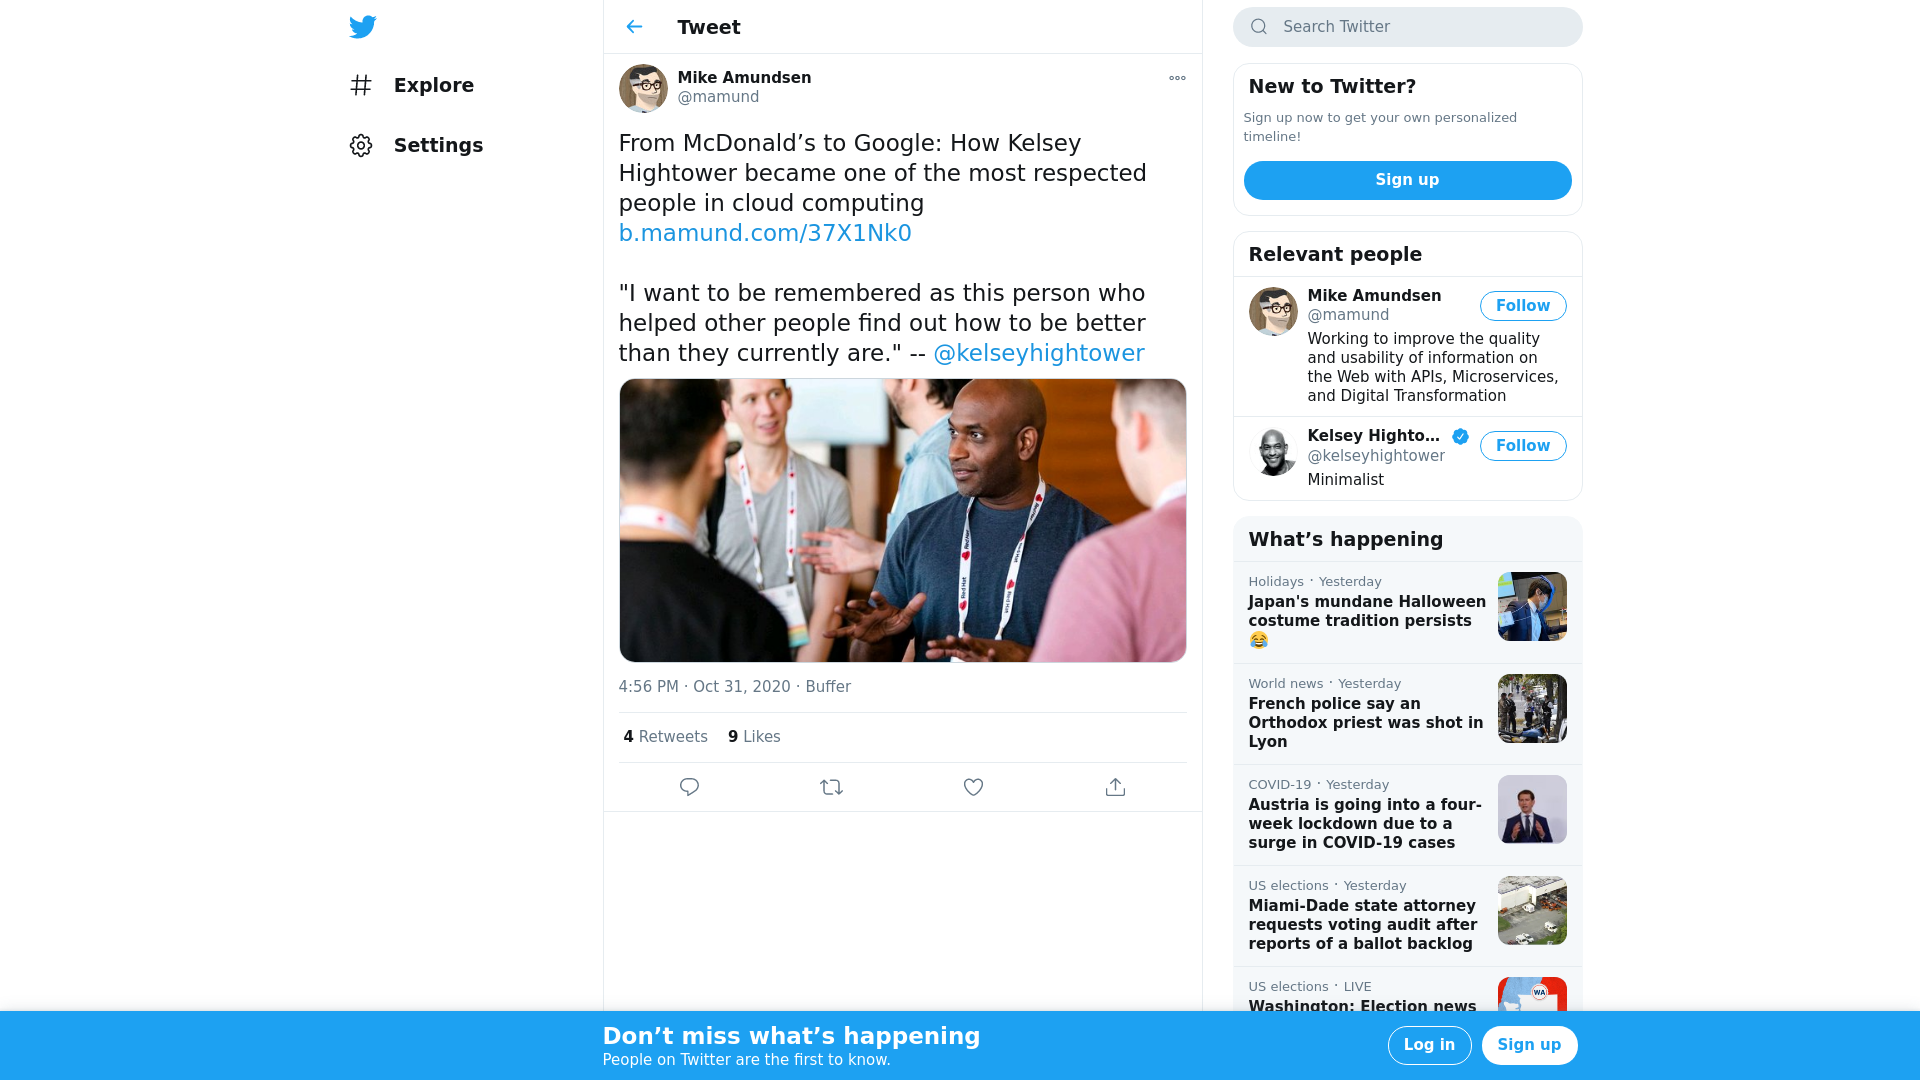 Explore
Settings
Tweet
Mike Amundsen
@mamund
From McDonald’s to Google: How Kelsey
Hightower became one of the most respected
people in cloud computing
b.mamund.com/37X1Nk0
"I want to be remembered as this person who
helped other people find out how to be better
than they currently are." -- @kelseyhightower
Red Hat
Red Hat
4:56 PM · Oct 31, 2020 · Buffer
4 Retweets 9 Likes
Search Twitter
New to Twitter?
Sign up now to get your own personalized
timeline!
Sign up
Relevant people
Mike Amundsen
@mamund
Follow
Working to improve the quality
and usability of information on
the Web with APIs, Microservices,
and Digital Transformation
Kelsey Highto...
@kelseyhightower
Follow
Minimalist
What’s happening
Holidays · Yesterday
Japan's mundane Halloween
costume tradition persists
😂
World news · Yesterday
French police say an
Orthodox priest was shot in
Lyon
COVID-19 · Yesterday
Austria is going into a four-
week lockdown due to a
surge in COVID-19 cases
US elections · Yesterday
Miami-Dade state attorney
requests voting audit after
reports of a ballot backlog
US elections · LIVE
Washington: Election news
WA
Don’t miss what’s happening
People on Twitter are the first to know.
Log in
Sign up